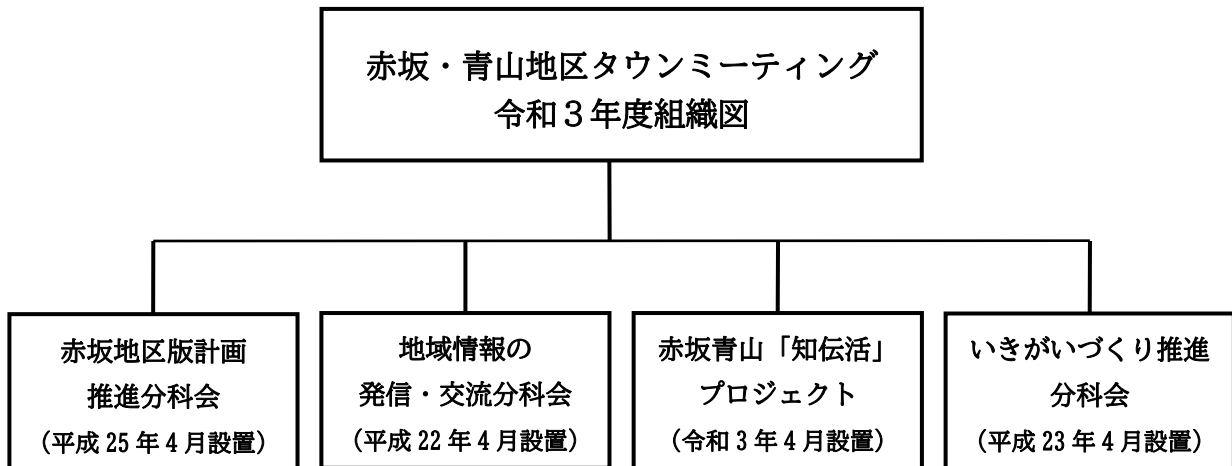 赤坂・青山地区タウンミーティング
令和３年度組織図
赤坂地区版計画
推進分科会
（平成 25 年 4 月設置）
地域情報の
発信・交流分科会
（平成 22 年 4 月設置）
赤坂青山「知伝活」
プロジェクト
（令和 3 年 4 月設置）
いきがいづくり推進
分科会
（平成 23 年 4 月設置）